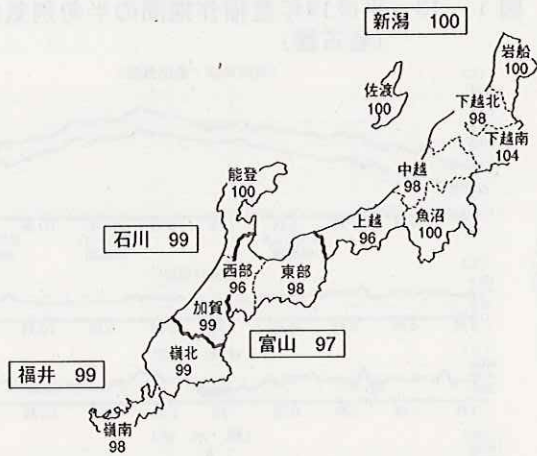 新潟 100
岩船
100
佐渡
100
下越北
98
下越南
104
中越
98
能登
100
上越
96
魚沼
100
石川 99
西部
96
東部
98
加賀
99
富山 97
嶺北
99
福井 99
嶺南
98